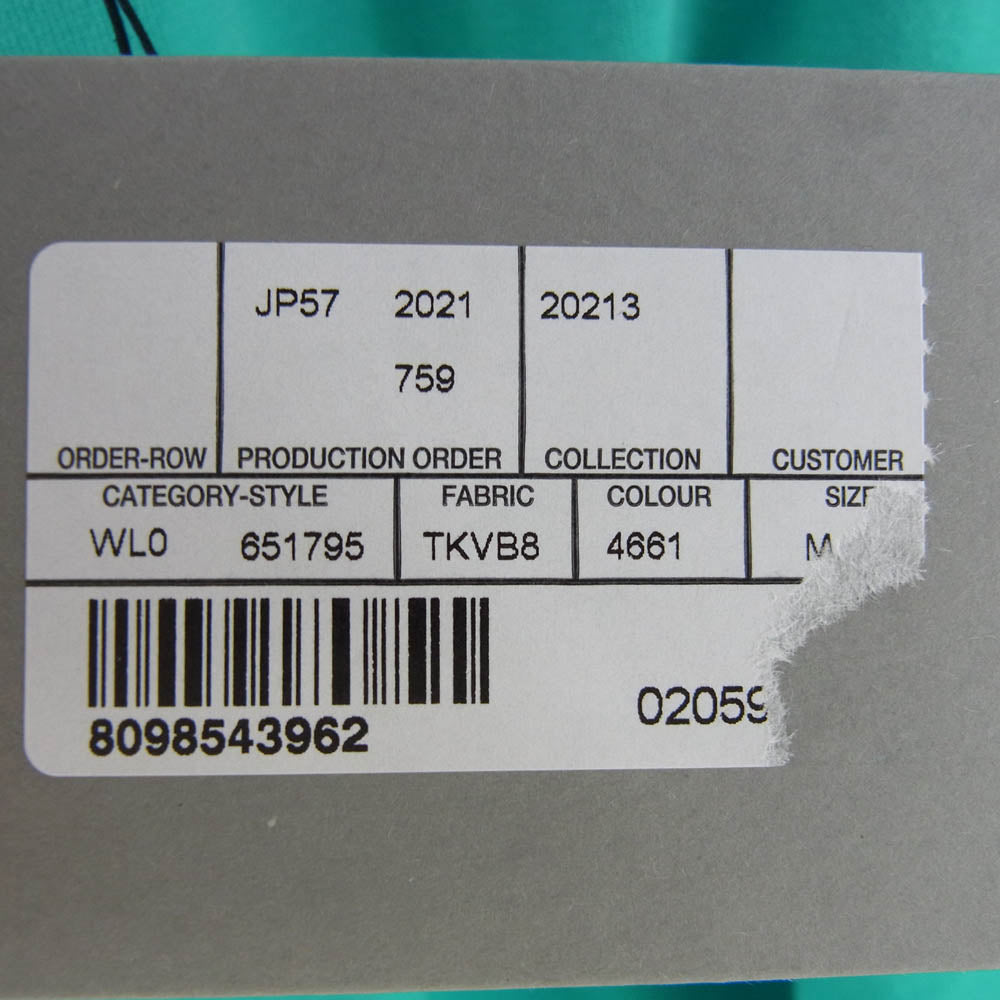 JP57 2021 20213
759
ORDER-ROW PRODUCTION ORDER COLLECTION CUSTOMER
CATEGORY-STYLE FABRIC COLOUR SIZE
WL0 651795 TKVB8 4661 M
8098543962 02059